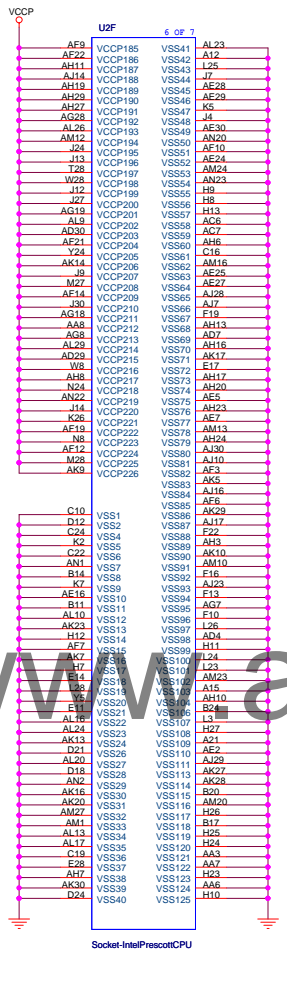 VCCP
U2F
6 OF 7
AF9 VCCP185 VSS41 AL23
AF22 VCCP186 VSS42 A12
AH11 VCCP187 VSS43 L25
AJ14 VCCP188 VSS44 J7
AH19 VCCP189 VSS45 AE28
AH29 VCCP190 VSS46 AE29
AH27 VCCP191 VSS47 K5
AG28 VCCP192 VSS48 J4
AL26 VCCP193 VSS49 AE30
AM12 VCCP194 VSS50 AN20
J24 VCCP195 VSS51 AF10
J13 VCCP196 VSS52 AE24
T28 VCCP197 VSS53 AM24
W28 VCCP198 VSS54 AN23
J12 VCCP199 VSS55 H9
J27 VCCP200 VSS56 H8
AG19 VCCP201 VSS57 H13
AL9 VCCP202 VSS58 AC6
AD30 VCCP203 VSS59 AC7
AF21 VCCP204 VSS60 AH6
Y24 VCCP205 VSS61 C16
AK14 VCCP206 VSS62 AM16
J9 VCCP207 VSS63 AE25
M27 VCCP208 VSS64 AE27
AF14 VCCP209 VSS65 AJ28
J30 VCCP210 VSS66 AJ7
AG18 VCCP211 VSS67 F19
AA8 VCCP212 VSS68 AH13
AG8 VCCP213 VSS69 AD7
AL29 VCCP214 VSS70 AH16
AD29 VCCP215 VSS71 AK17
W8 VCCP216 VSS72 E17
AH8 VCCP217 VSS73 AH17
N24 VCCP218 VSS74 AH20
AN22 VCCP219 VSS75 AE5
J14 VCCP220 VSS76 AH23
K26 VCCP221 VSS77 AE7
AF19 VCCP222 VSS78 AM13
N8 VCCP223 VSS79 AH24
AF12 VCCP224 VSS80 AJ30
M28 VCCP225 VSS81 AJ10
AK9 VCCP226 VSS82 AF3
VSS83 AK5
VSS84 AJ16
VSS85 AF6
C10 VSS1 VSS86 AK29
D12 VSS2 VSS88 AJ17
C24 VSS4 VSS89 F22
K2 VSS5 VSS90 AH3
C22 VSS6 VSS91 AK10
AN1 VSS7 VSS92 AM10
B14 VSS9 VSS93 F16
K7 VSS10 VSS94 AJ23
AE16 VSS11 VSS95 F13
B11 VSS12 VSS96 AG7
AL10 VSS13 VSS97 F10
AK23 VSS14 VSS98 L26
H12 VSS15 VSS99 AD4
AF7 VSS16 VSS100 H11
AK7 VSS17 VSS101 L24
H7 VSS18 VSS102 L23
E14 VSS19 VSS103 AM23
L28 VSS20 VSS104 A15
Y5 VSS21 VSS106 AH10
E11 VSS22 VSS107 B24
AL16 VSS23 VSS108 L3
AL24 VSS24 VSS109 H27
AK13 VSS25 VSS110 A21
D21 VSS26 VSS111 AE2
AL20 VSS27 VSS112 AJ29
D18 VSS28 VSS113 AK27
AN2 VSS29 VSS114 AK28
AK16 VSS30 VSS115 B20
AK20 VSS31 VSS116 AM20
AM27 VSS32 VSS117 H26
AM1 VSS33 VSS118 B17
AL13 VSS34 VSS119 H25
AL17 VSS35 VSS120 H24
C19 VSS36 VSS121 AA3
E28 VSS37 VSS122 AA7
AH7 VSS38 VSS123 H23
AK30 VSS39 VSS124 AA6
D24 VSS40 VSS125 H10
Socket-IntelPrescottCPU
www.a